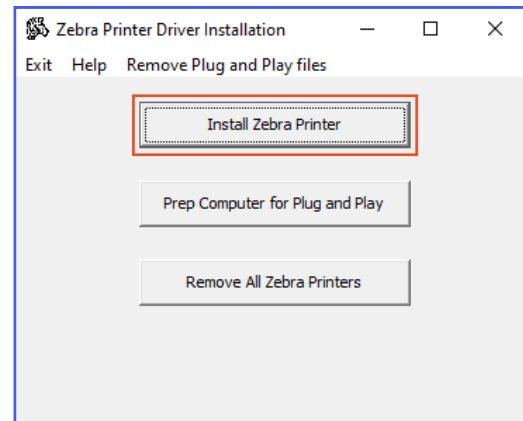 Zebra Printer Driver Installation
Exit Help Remove Plug and Play files
Install Zebra Printer
Prep Computer for Plug and Play
Remove All Zebra Printers